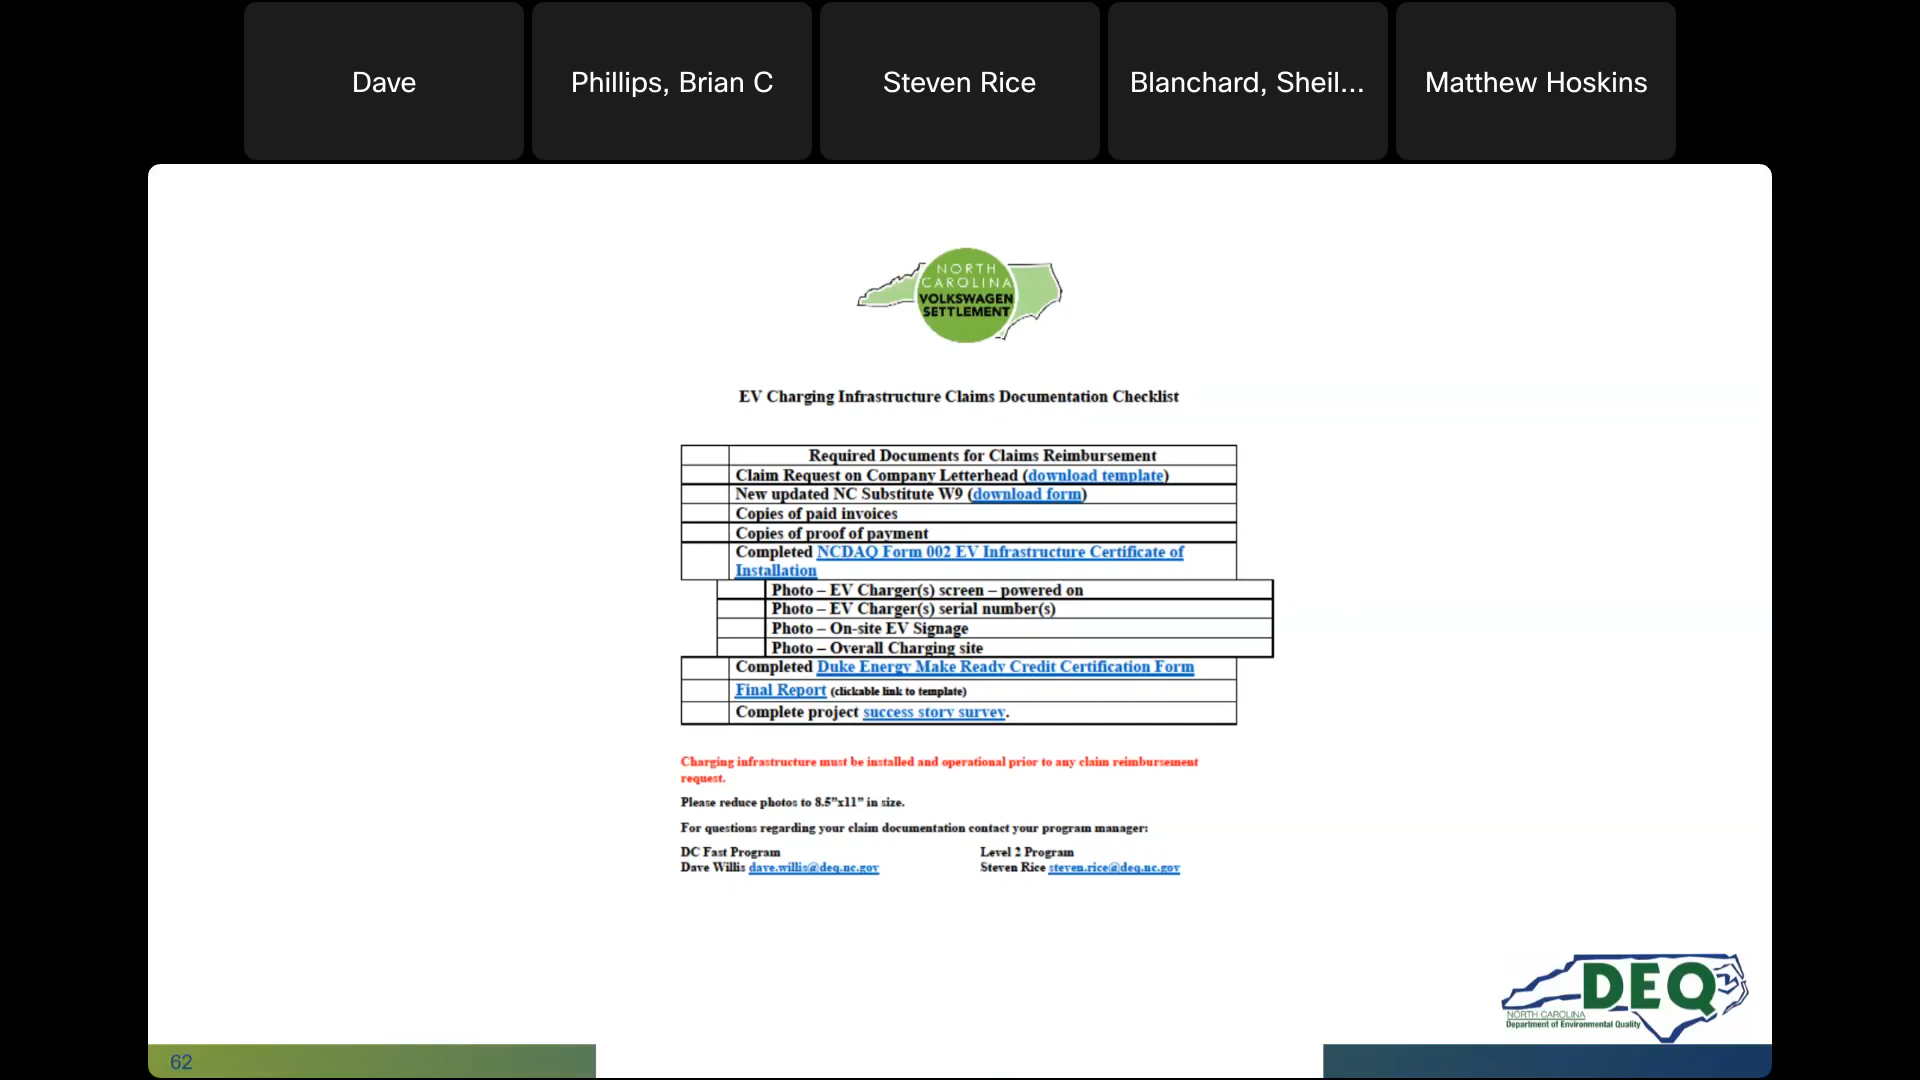 Dave
Phillips, Brian C
Steven Rice
Blanchard, Sheil...
Matthew Hoskins
NORTH
CAROLINA
VOLKSWAGEN
SETTLEMENT
EV Charging Infrastructure Claims Documentation Checklist
Required Documents for Claims Reimbursement
Claim Request on Company Letterhead (download template)
New updated NC Substitute W9 (download form)
Copies of paid invoices
Copies of proof of payment
Completed NCDAQ Form 002 EV Infrastructure Certificate of
Installation
Photo – EV Charger(s) screen – powered on
Photo – EV Charger(s) serial number(s)
Photo – On-site EV Signage
Photo – Overall Charging site
Completed Duke Energy Make Ready Credit Certification Form
Final Report (clickable link to template)
Complete project success story survey.
Charging infrastructure must be installed and operational prior to any claim reimbursement
request.
Please reduce photos to 8.5”x11” in size.
For questions regarding your claim documentation contact your program manager:
DC Fast Program
Dave Willis dave.willis@deq.nc.gov
Level 2 Program
Steven Rice steven.rice@deq.nc.gov
DEQ
NORTH CAROLINA
Department of Environmental Quality
62